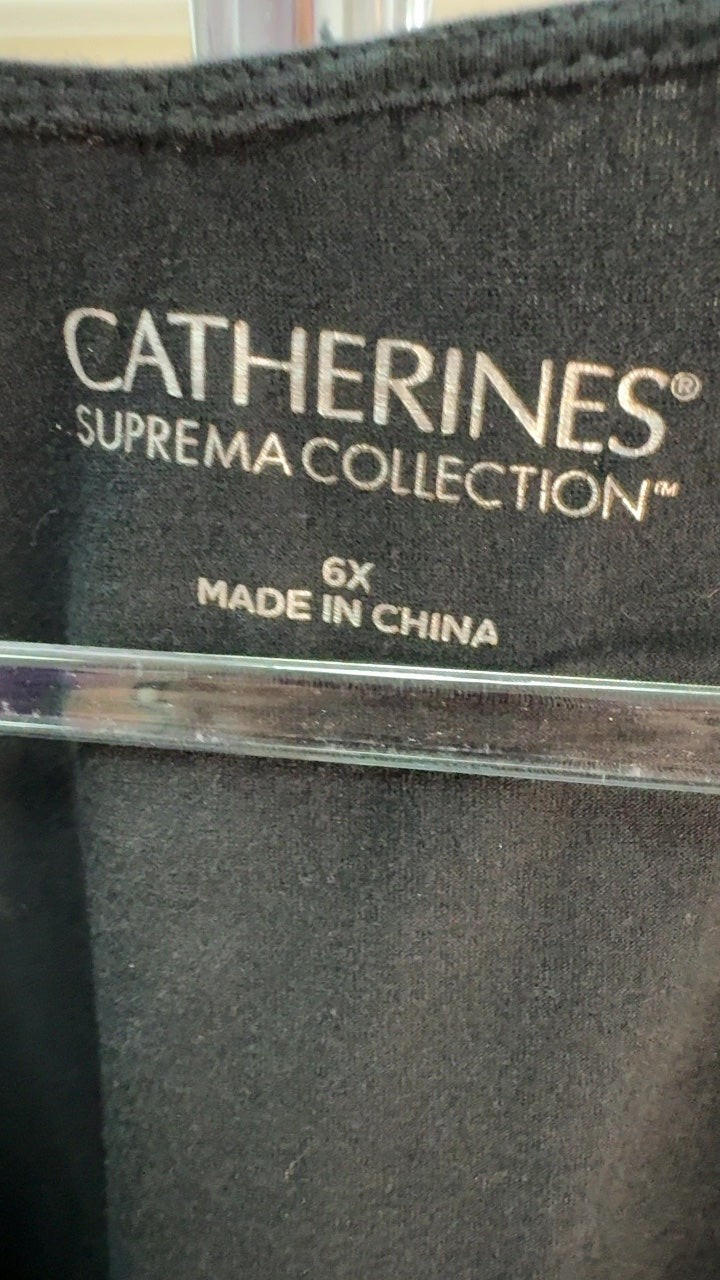 CATHERINES®
SUPREMA COLLECTION™
6X
MADE IN CHINA